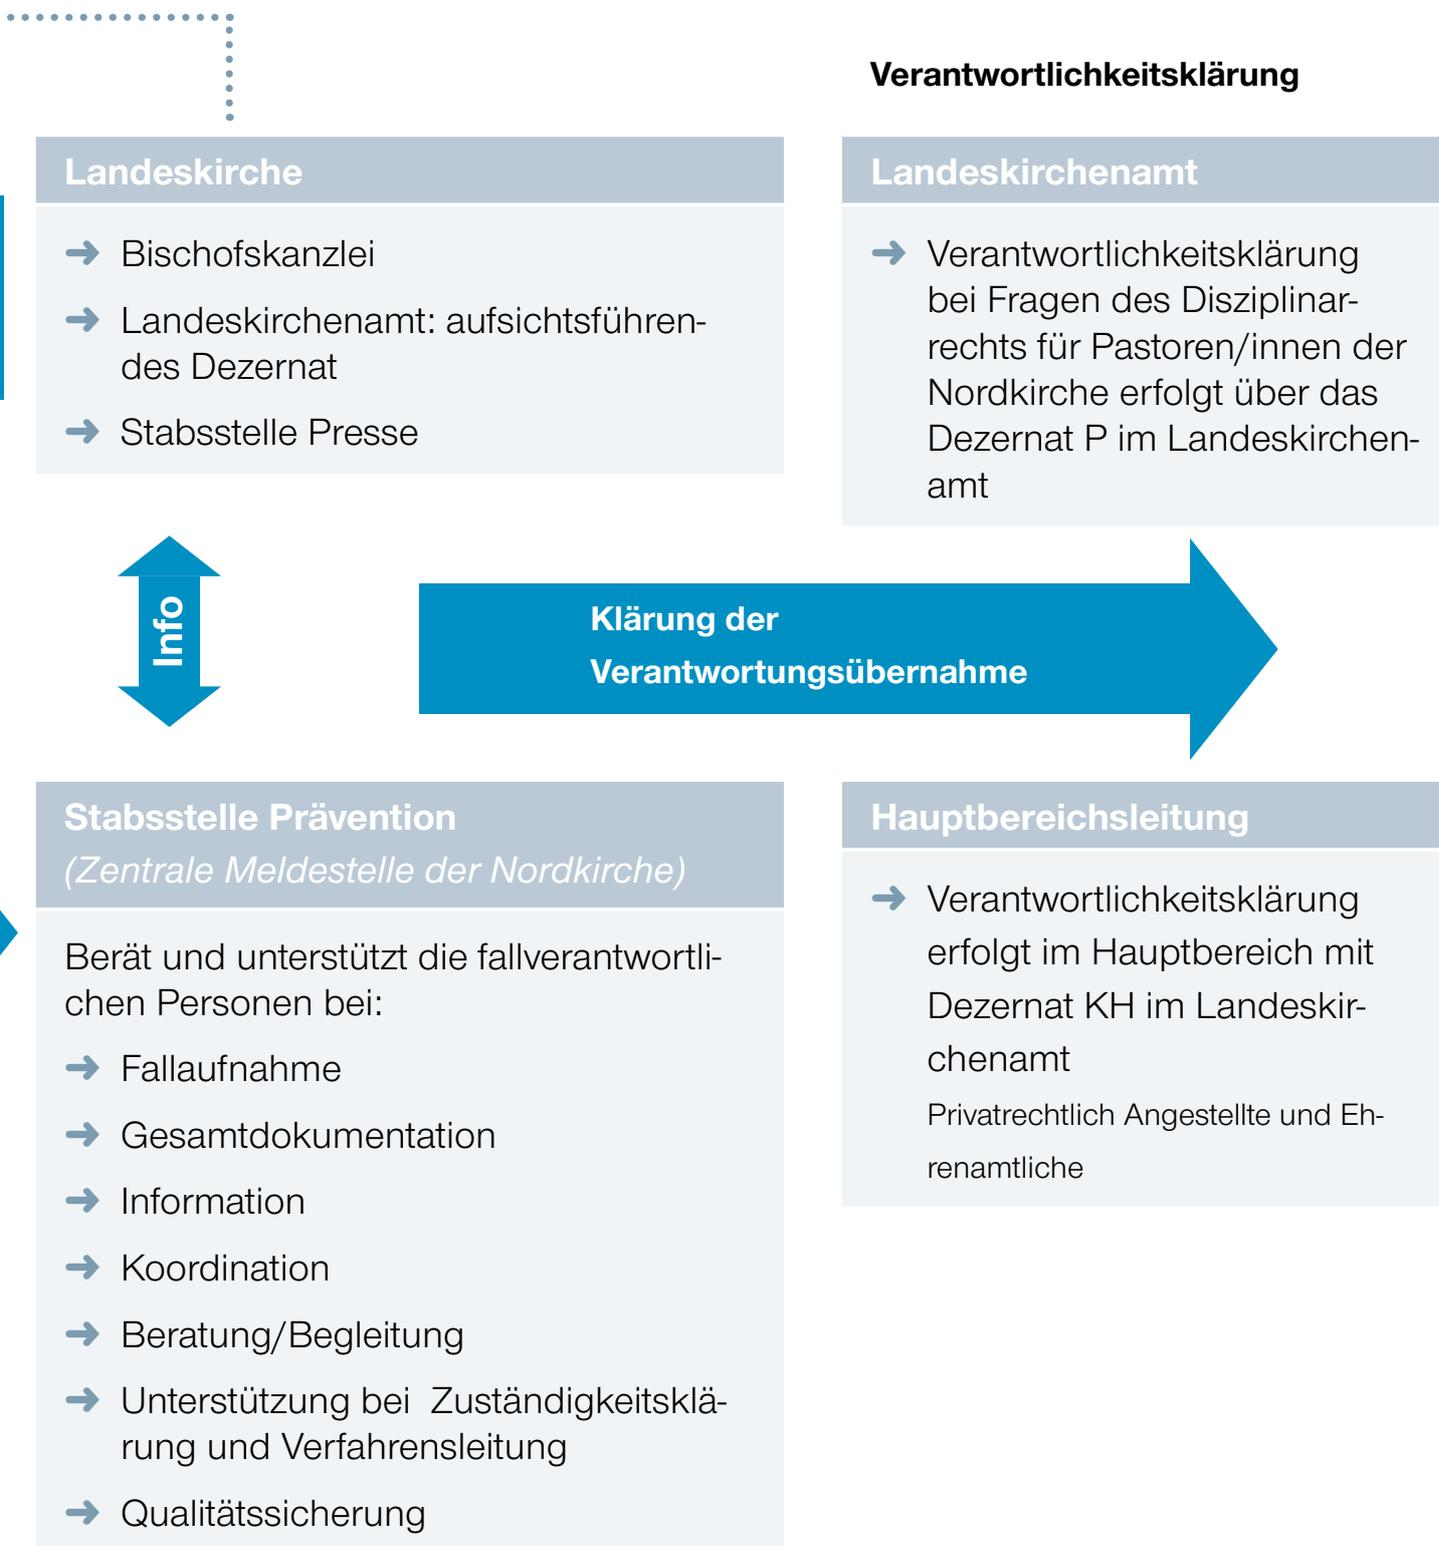 Verantwortlichkeitsklärung
Landeskirche
➔ Bischofskanzlei
➔ Landeskirchenamt: aufsichtsführen-
des Dezernat
➔ Stabsstelle Presse
Landeskirchenamt
➔ Verantwortlichkeitsklärung
bei Fragen des Disziplinar-
rechts für Pastoren/innen der
Nordkirche erfolgt über das
Dezernat P im Landeskirchen-
amt
Info
Klärung der
Verantwortungsübernahme
Stabsstelle Prävention
(Zentrale Meldestelle der Nordkirche)
Berät und unterstützt die fallverantwortli-
chen Personen bei:
➔ Fallaufnahme
➔ Gesamtdokumentation
➔ Information
➔ Koordination
➔ Beratung/Begleitung
➔ Unterstützung bei  Zuständigkeitsklä-
rung und Verfahrensleitung
➔ Qualitätssicherung
Hauptbereichsleitung
➔ Verantwortlichkeitsklärung
erfolgt im Hauptbereich mit
Dezernat KH im Landeskir-
chenamt
Privatrechtlich Angestellte und Eh-
renamtliche